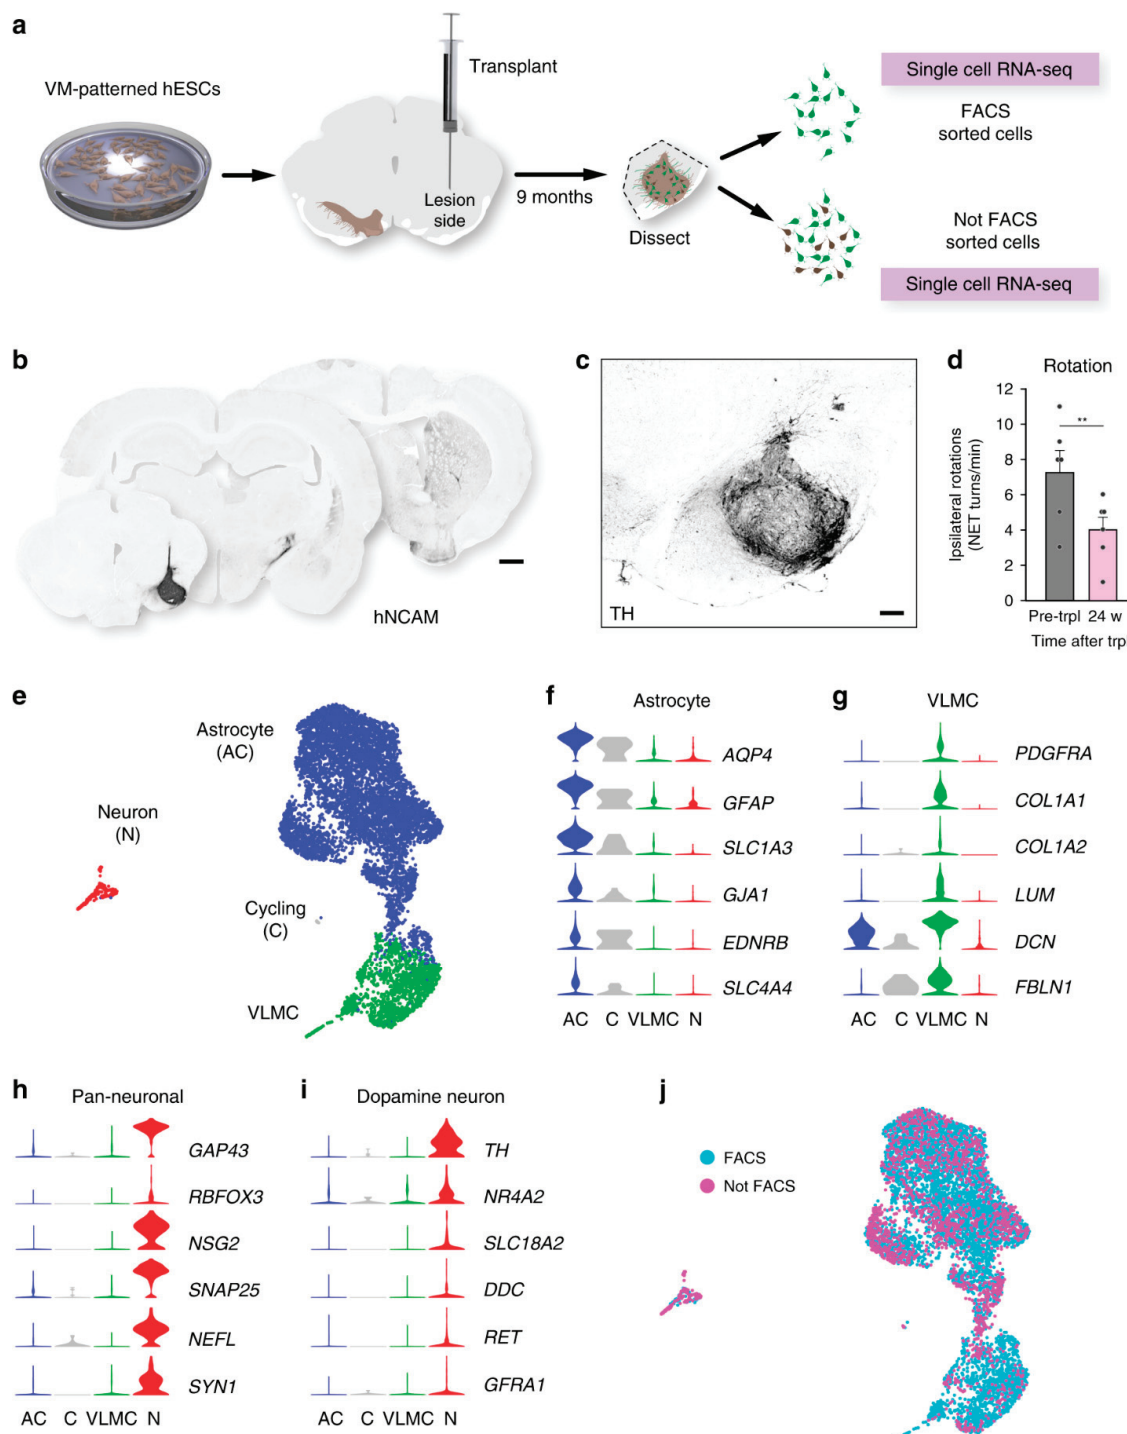 a
VM-patterned hESCs
Transplant
Lesion
side
9 months
Dissect
Single cell RNA-seq
FACS
sorted cells
Not FACS
sorted cells
Single cell RNA-seq
b
hNCAM
c
TH
d
Rotation
Ipsilateral rotations
(NET turns/min)
12
10
8
6
4
2
0
**
Pre-trpl 24 w
Time after trpl
e
Astrocyte
(AC)
Neuron
(N)
Cycling
(C)
VLMC
f
Astrocyte
AQP4
GFAP
SLC1A3
GJA1
EDNRB
SLC4A4
AC C VLMC N
g
VLMC
PDGFRA
COL1A1
COL1A2
LUM
DCN
FBLN1
AC C VLMC N
h
Pan-neuronal
GAP43
RBFOX3
NSG2
SNAP25
NEFL
SYN1
AC C VLMC N
i
Dopamine neuron
TH
NR4A2
SLC18A2
DDC
RET
GFRA1
AC C VLMC N
j
FACS
Not FACS